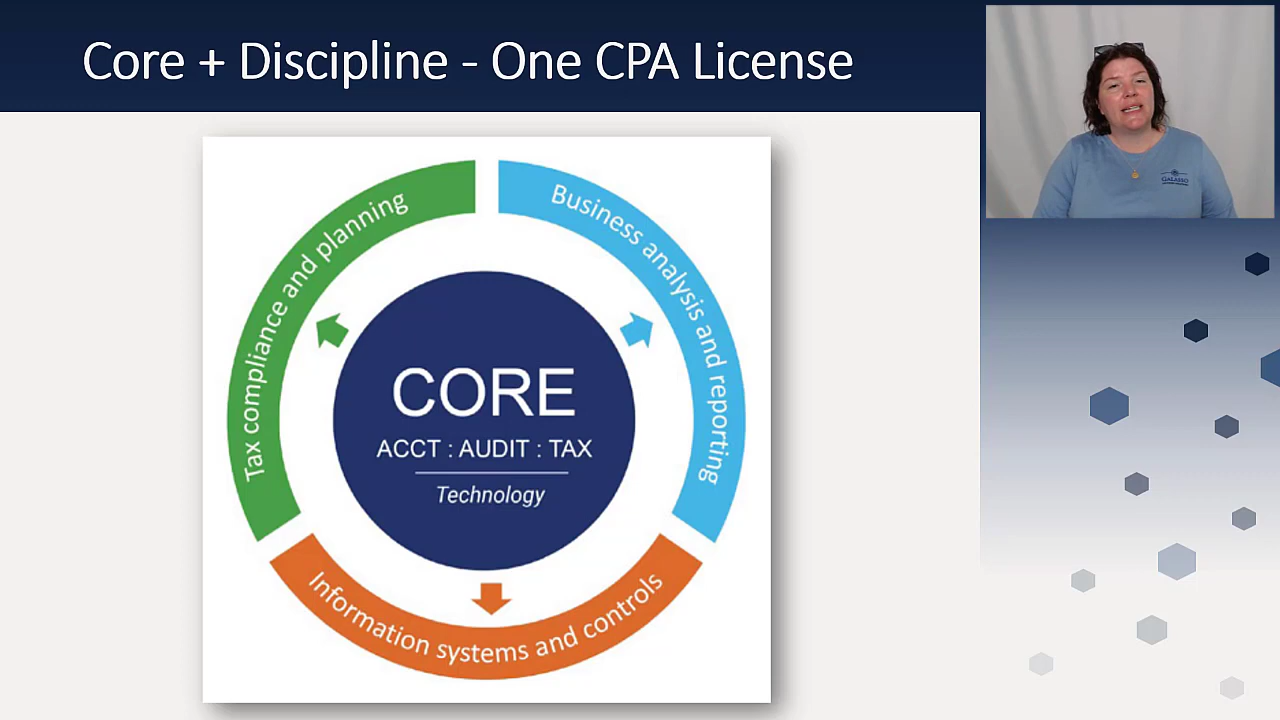 Core + Discipline - One CPA License
Tax compliance and planning
Business analysis and reporting
CORE
ACCT : AUDIT : TAX
Technology
Information systems and controls
GALASSO